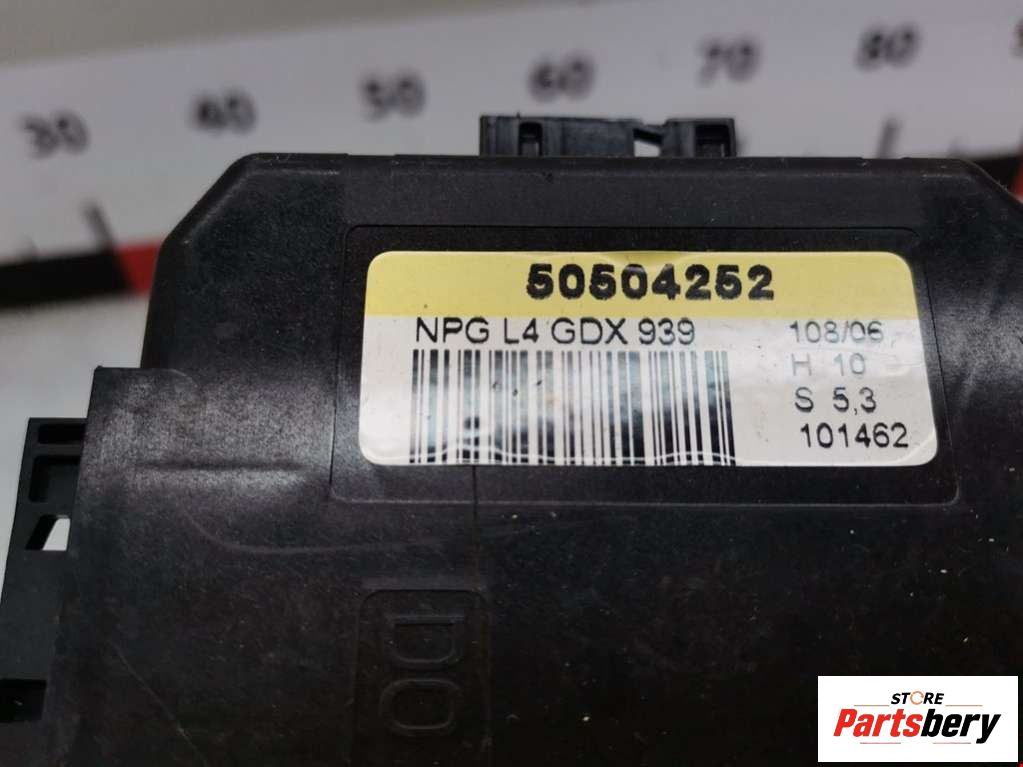 30 40 50 60 70 80
50504252
NPG L4 GDX 939
108/06
H 10
S 5,3
101462
DO
STORE
Partsbery